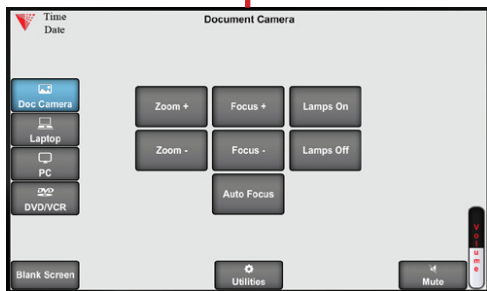 Time
Date
Document Camera
Doc Camera
Laptop
PC
DVD
DVD/VCR
Zoom +
Focus +
Lamps On
Zoom -
Focus -
Lamps Off
Auto Focus
Volume
Blank Screen
Utilities
Mute